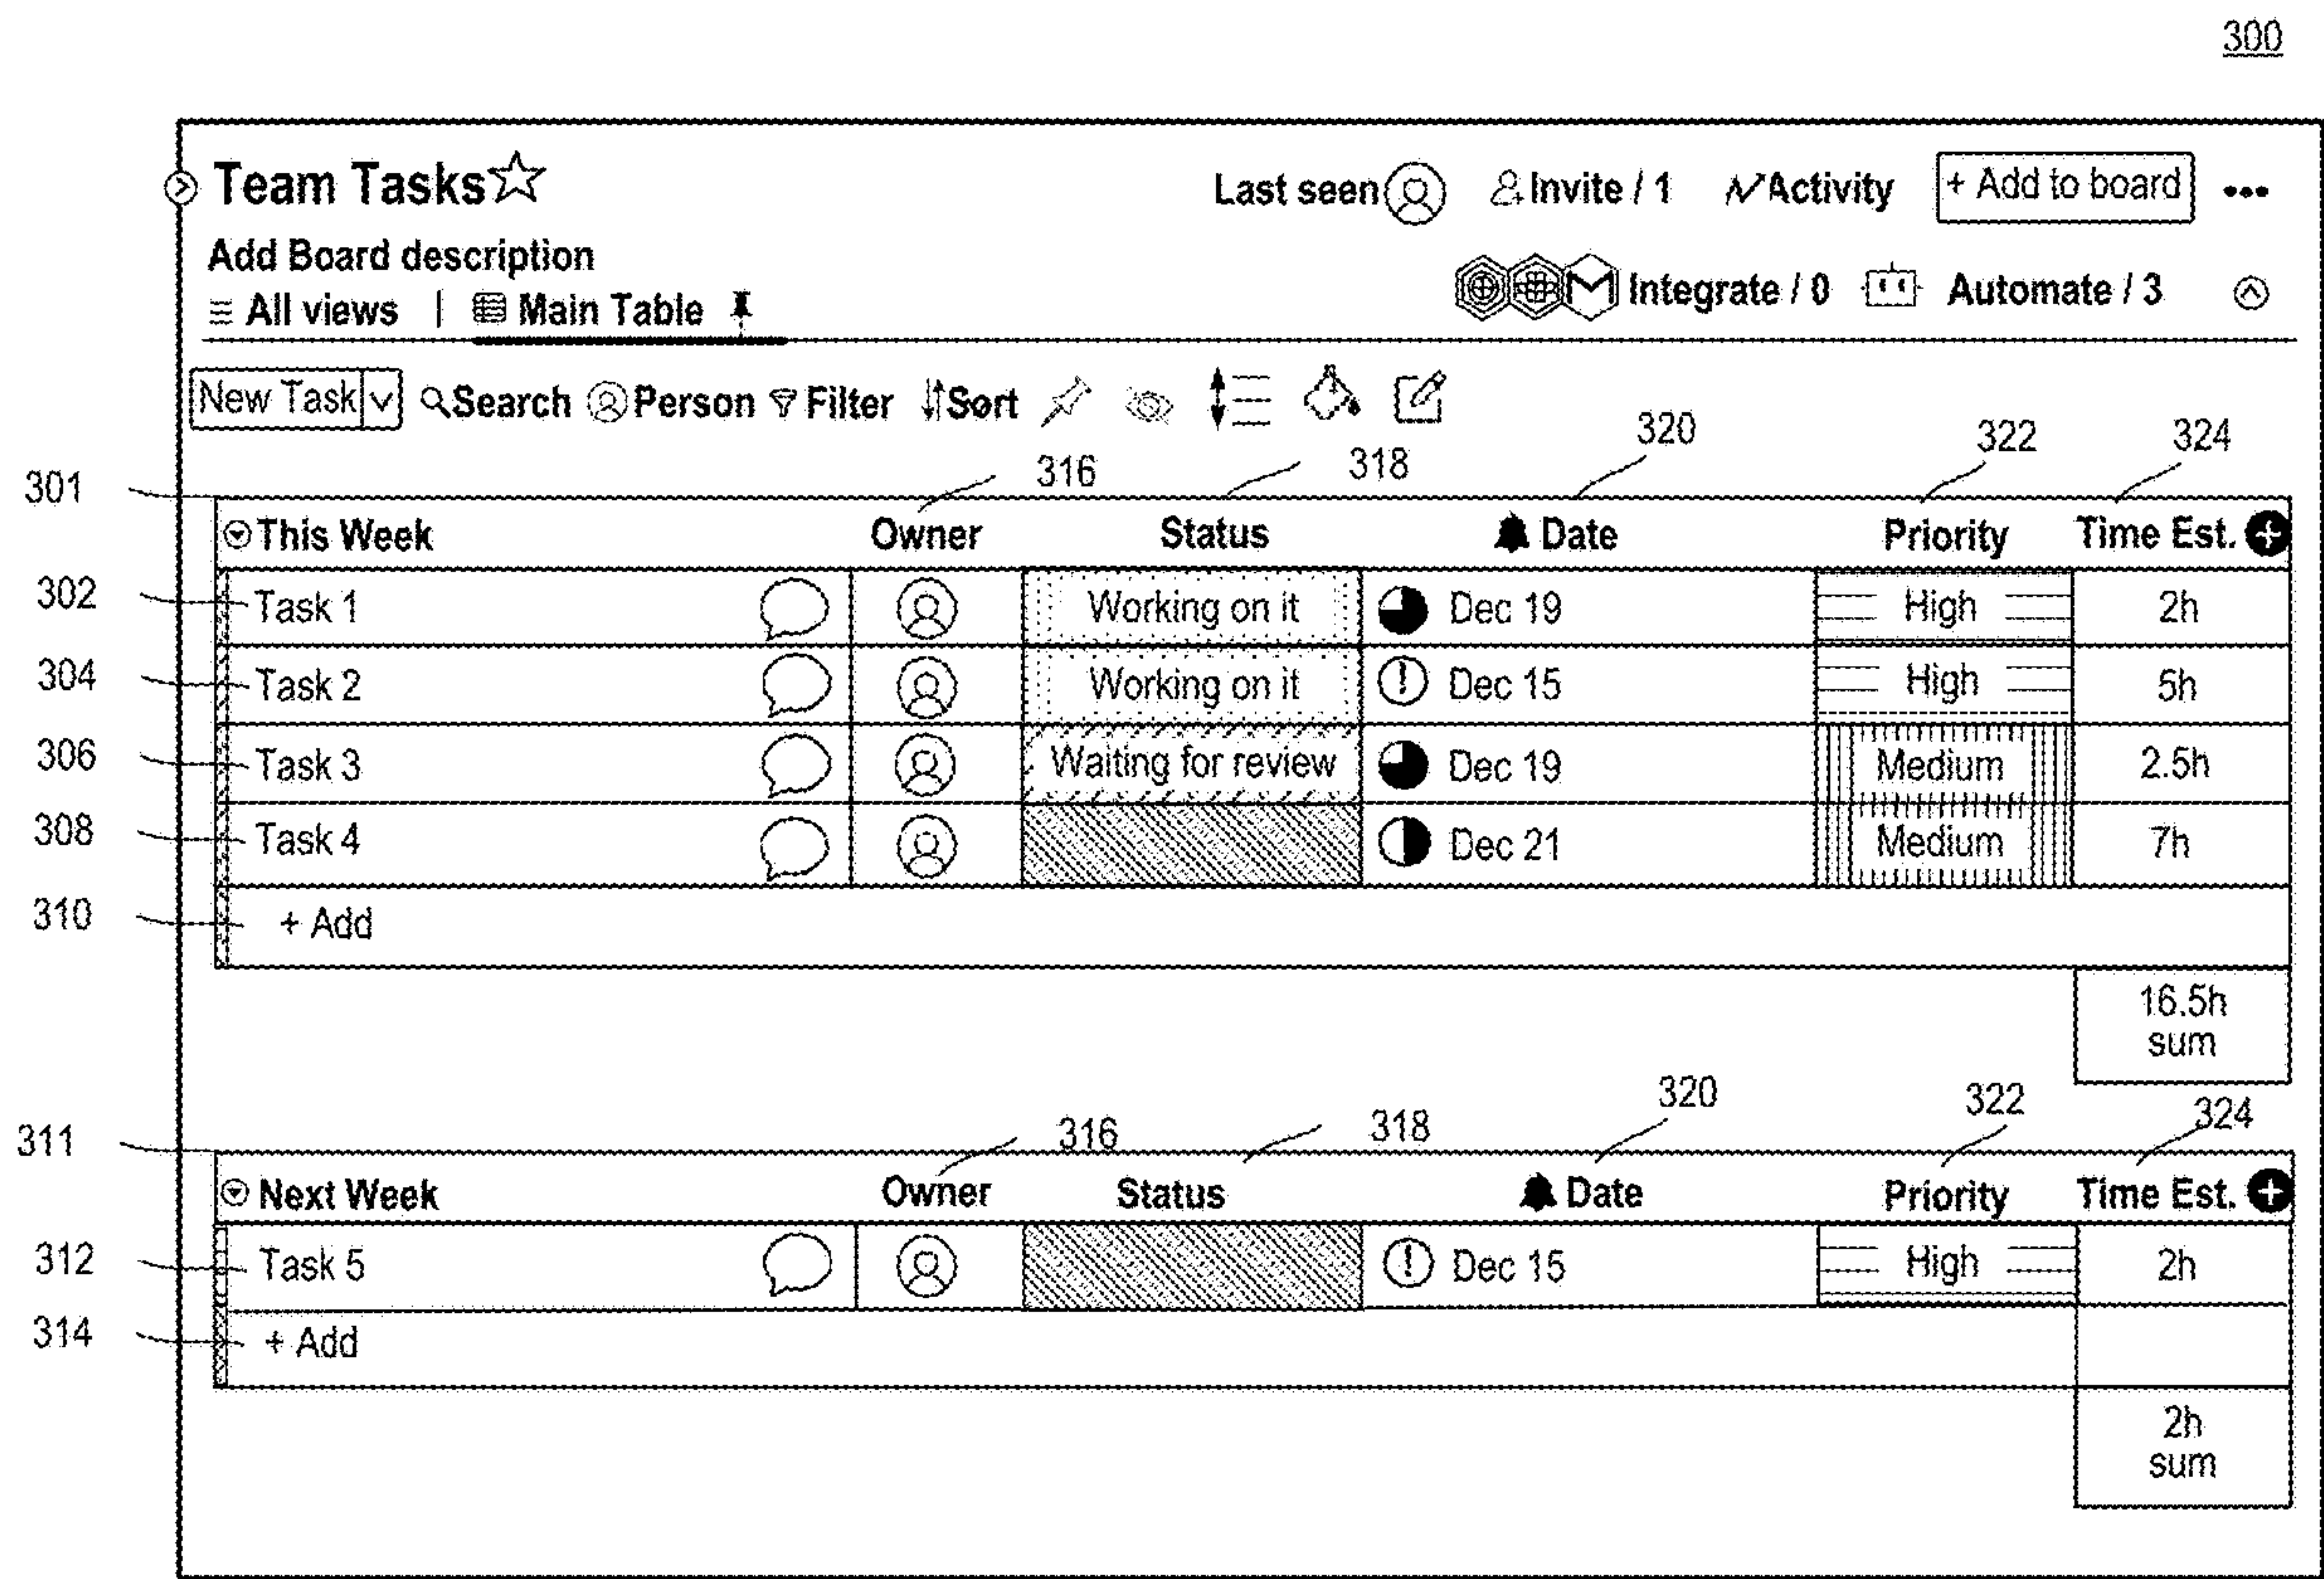 300
Team Tasks Last seen Invite / 1 Activity + Add to board •••
Add Board description
All views | Main Table Integrate / 0 Automate / 3
New Task Search Person Filter Sort
316 318 320 322 324
301
This Week Owner Status Date Priority Time Est.
302 Task 1 Working on it Dec 19 High 2h
304 Task 2 Working on it Dec 15 High 5h
306 Task 3 Waiting for review Dec 19 Medium 2.5h
308 Task 4 Dec 21 Medium 7h
310 + Add
16.5h
sum
316 318 320 322 324
311
Next Week Owner Status Date Priority Time Est.
312 Task 5 Dec 15 High 2h
314 + Add
2h
sum